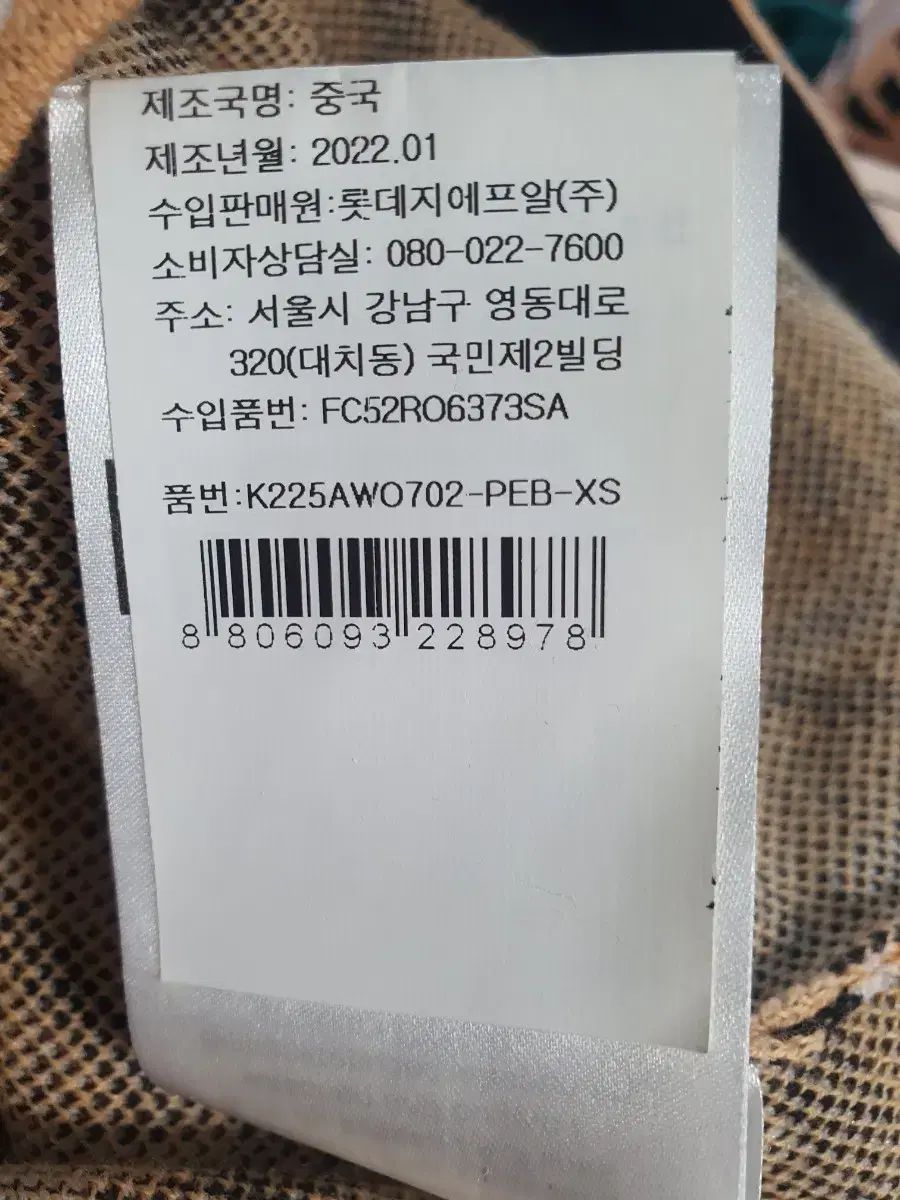 제조국명: 중국
제조년월: 2022.01
수입판매원:롯데지에프알(주)
소비자상담실: 080-022-7600
주소: 서울시 강남구 영동대로
320(대치동) 국민제2빌딩
수입품번: FC52RO6373SA
품번:K225AWO702-PEB-XS
8 806093 228978